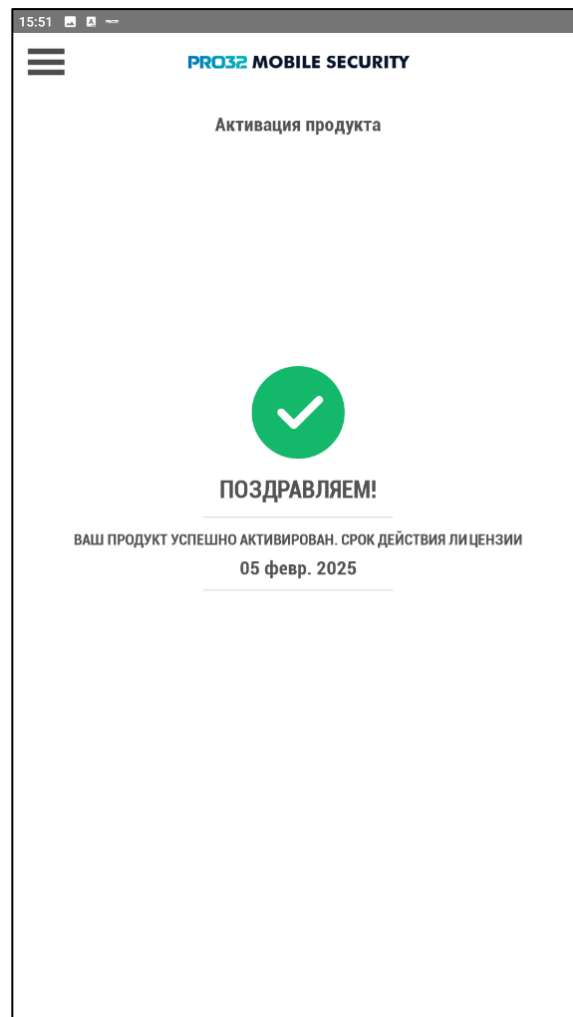 15:51
PRO32 MOBILE SECURITY
Активация продукта
ПОЗДРАВЛЯЕМ!
ВАШ ПРОДУКТ УСПЕШНО АКТИВИРОВАН. СРОК ДЕЙСТВИЯ ЛИЦЕНЗИИ
05 февр. 2025